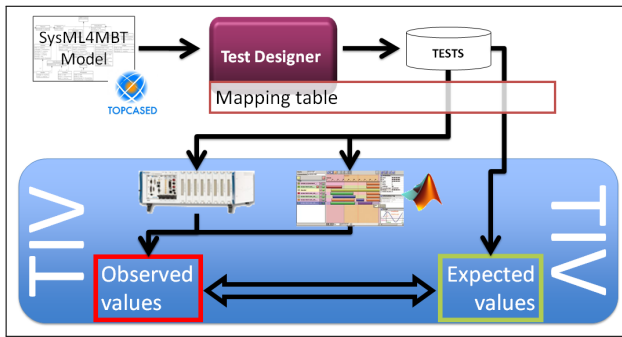 SysML4MBT
Model
TOPCASED
Test Designer
TESTS
Mapping table
TIV
TIV
Observed
values
Expected
values